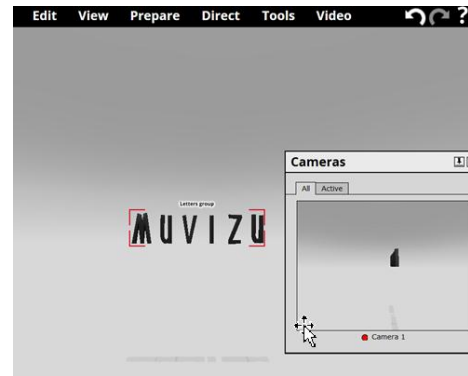 Edit View Prepare Direct Tools Video ?
Letters group
MUVIZU
Cameras
All Active
Camera 1